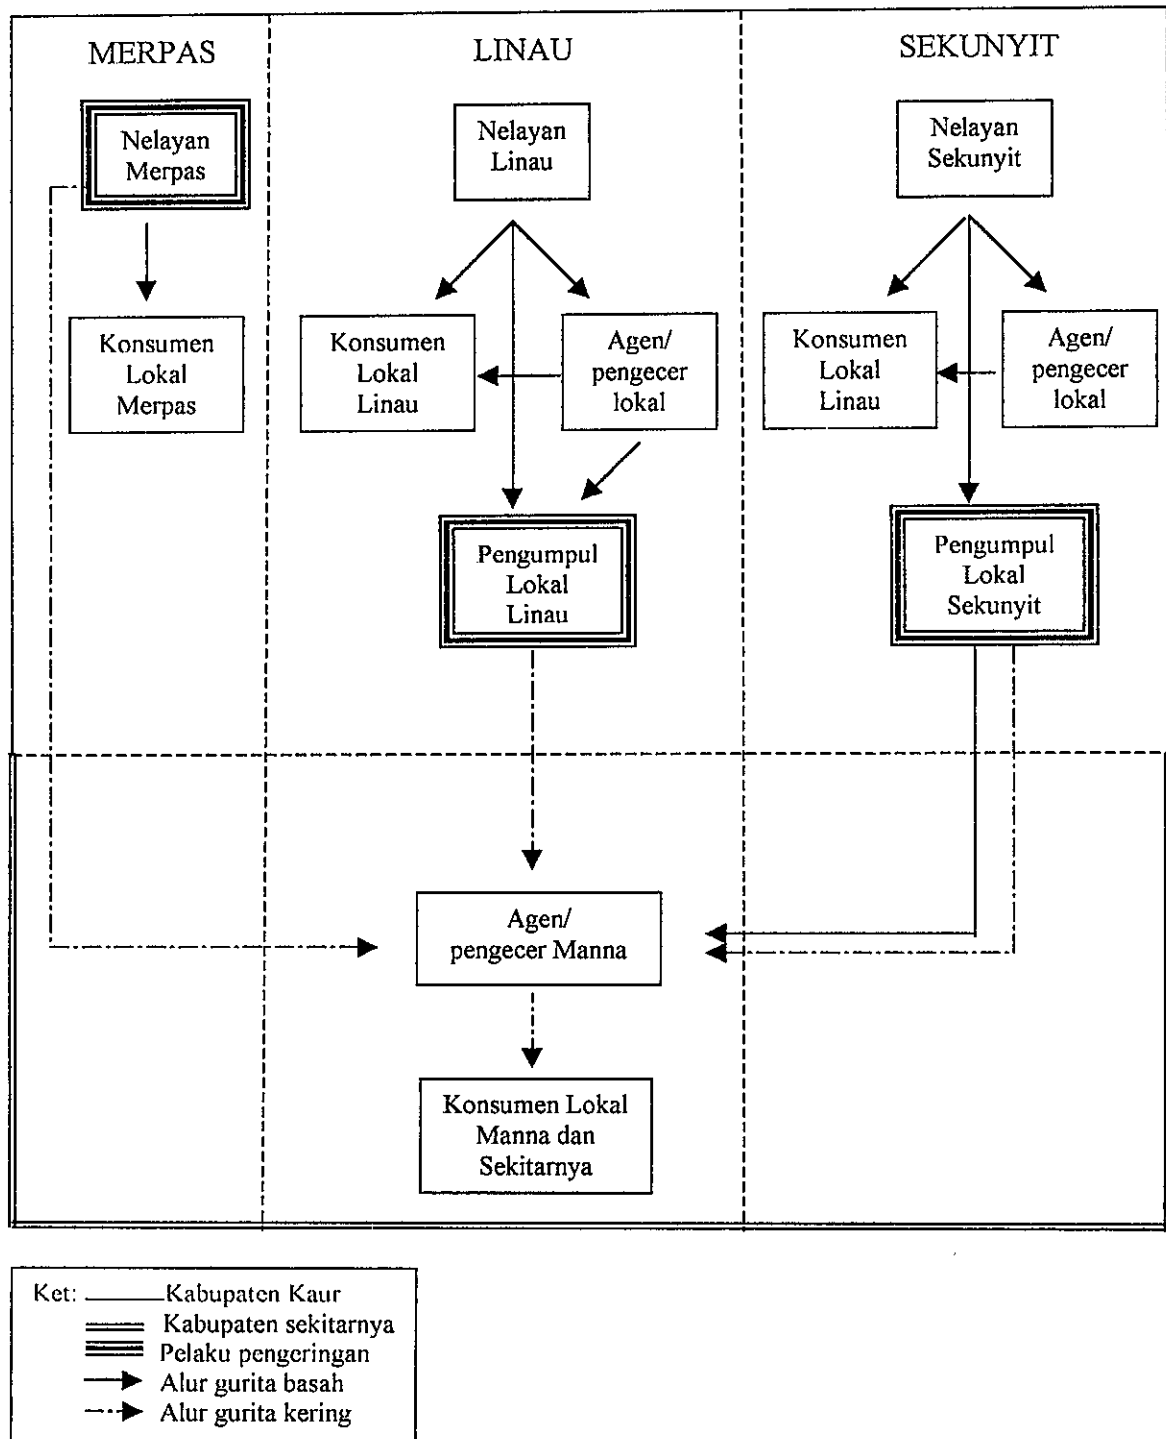 MERPAS
LINAU
SEKUNYIT
Nelayan
Merpas
Nelayan
Linau
Nelayan
Sekunyit
Konsumen
Lokal
Merpas
Konsumen
Lokal
Linau
Agen/
pengecer
lokal
Konsumen
Lokal
Linau
Agen/
pengecer
lokal
Pengumpul
Lokal
Linau
Pengumpul
Lokal
Sekunyit
Agen/
pengecer Manna
Konsumen Lokal
Manna dan
Sekitarnya
Ket: Kabupaten Kaur
Kabupaten sekitarnya
Pelaku pengeringan
Alur gurita basah
Alur gurita kering